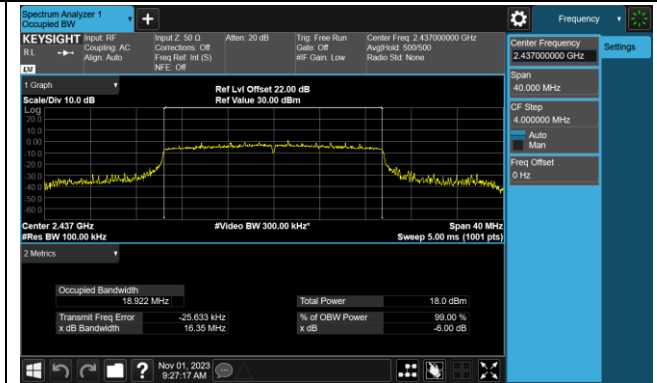 Spectrum Analyzer 1
Occupied BW
Frequency
KEYSIGHT
Input: RF
Coupling: AC
Align: Auto
Input Z: 50 Ω
Corrections: Off
Freq Ref: Int (S)
NFE: Off
Atten: 20 dB
Trig: Free Run
Gate: Off
#IF Gain: Low
Center Freq: 2.437000000 GHz
Avg|Hold: 500/500
Radio Std: None
R L
LXI
Center Frequency
2.437000000 GHz
Settings
Span
40.000 MHz
CF Step
4.000000 MHz
Auto
Man
Freq Offset
0 Hz
1 Graph
Scale/Div 10.0 dB
Ref Lvl Offset 22.00 dB
Ref Value 30.00 dBm
Log
20.0
10.0
0.00
-10.0
-20.0
-30.0
-40.0
-50.0
-60.0
Center 2.437 GHz
#Video BW 300.00 kHz*
Span 40 MHz
#Res BW 100.00 kHz
Sweep 5.00 ms (1001 pts)
2 Metrics
Occupied Bandwidth
18.922 MHz
Total Power
18.0 dBm
Transmit Freq Error
-25.633 kHz
% of OBW Power
99.00 %
x dB Bandwidth
16.35 MHz
x dB
-6.00 dB
?
Nov 01, 2023
9:27:17 AM